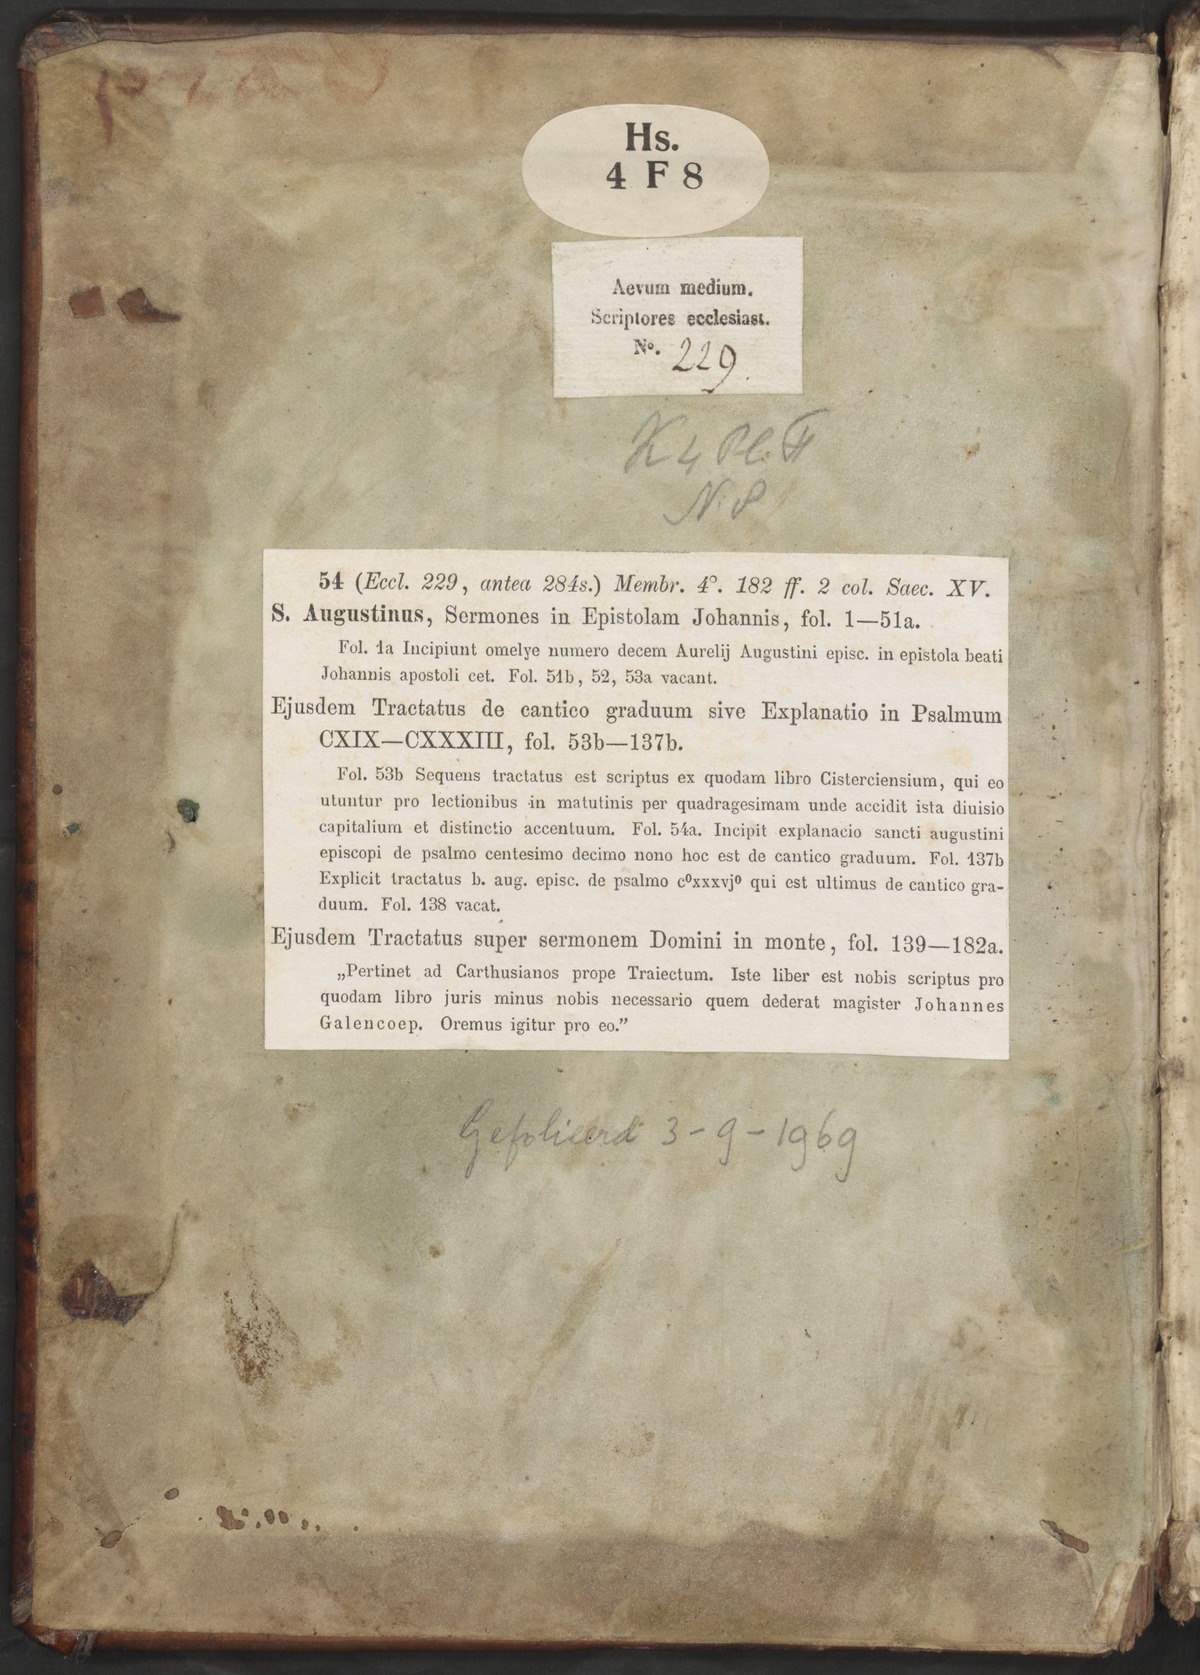 Hs.
4 F 8
Aevum medium.
Scriptores ecclesiast.
Nº. 229.
K 4 Pl. F
N. 8
54 (Eccl. 229, antea 284s.) Membr. 4°. 182 ff. 2 col. Saec. XV.
S. Augustinus, Sermones in Epistolam Johannis, fol. 1—51a.
Fol. 1a Incipiunt omelye numero decem Aurelij Augustini episc. in epistola beati
Johannis apostoli cet. Fol. 51b, 52, 53a vacant.
Ejusdem Tractatus de cantico graduum sive Explanatio in Psalmum
CXIX—CXXXIII, fol. 53b—137b.
Fol. 53b Sequens tractatus est scriptus ex quodam libro Cisterciensium, qui eo
utuntur pro lectionibus in matutinis per quadragesimam unde accidit ista diuisio
capitalium et distinctio accentuum. Fol. 54a. Incipit explanacio sancti augustini
episcopi de psalmo centesimo decimo nono hoc est de cantico graduum. Fol. 137b
Explicit tractatus b. aug. episc. de psalmo cºxxxvjº qui est ultimus de cantico gra-
duum. Fol. 138 vacat.
Ejusdem Tractatus super sermonem Domini in monte, fol. 139—182a.
„Pertinet ad Carthusianos prope Traiectum. Iste liber est nobis scriptus pro
quodam libro juris minus nobis necessario quem dederat magister Johannes
Galencoep. Oremus igitur pro eo.”
Gefolieerd 3-9-1969